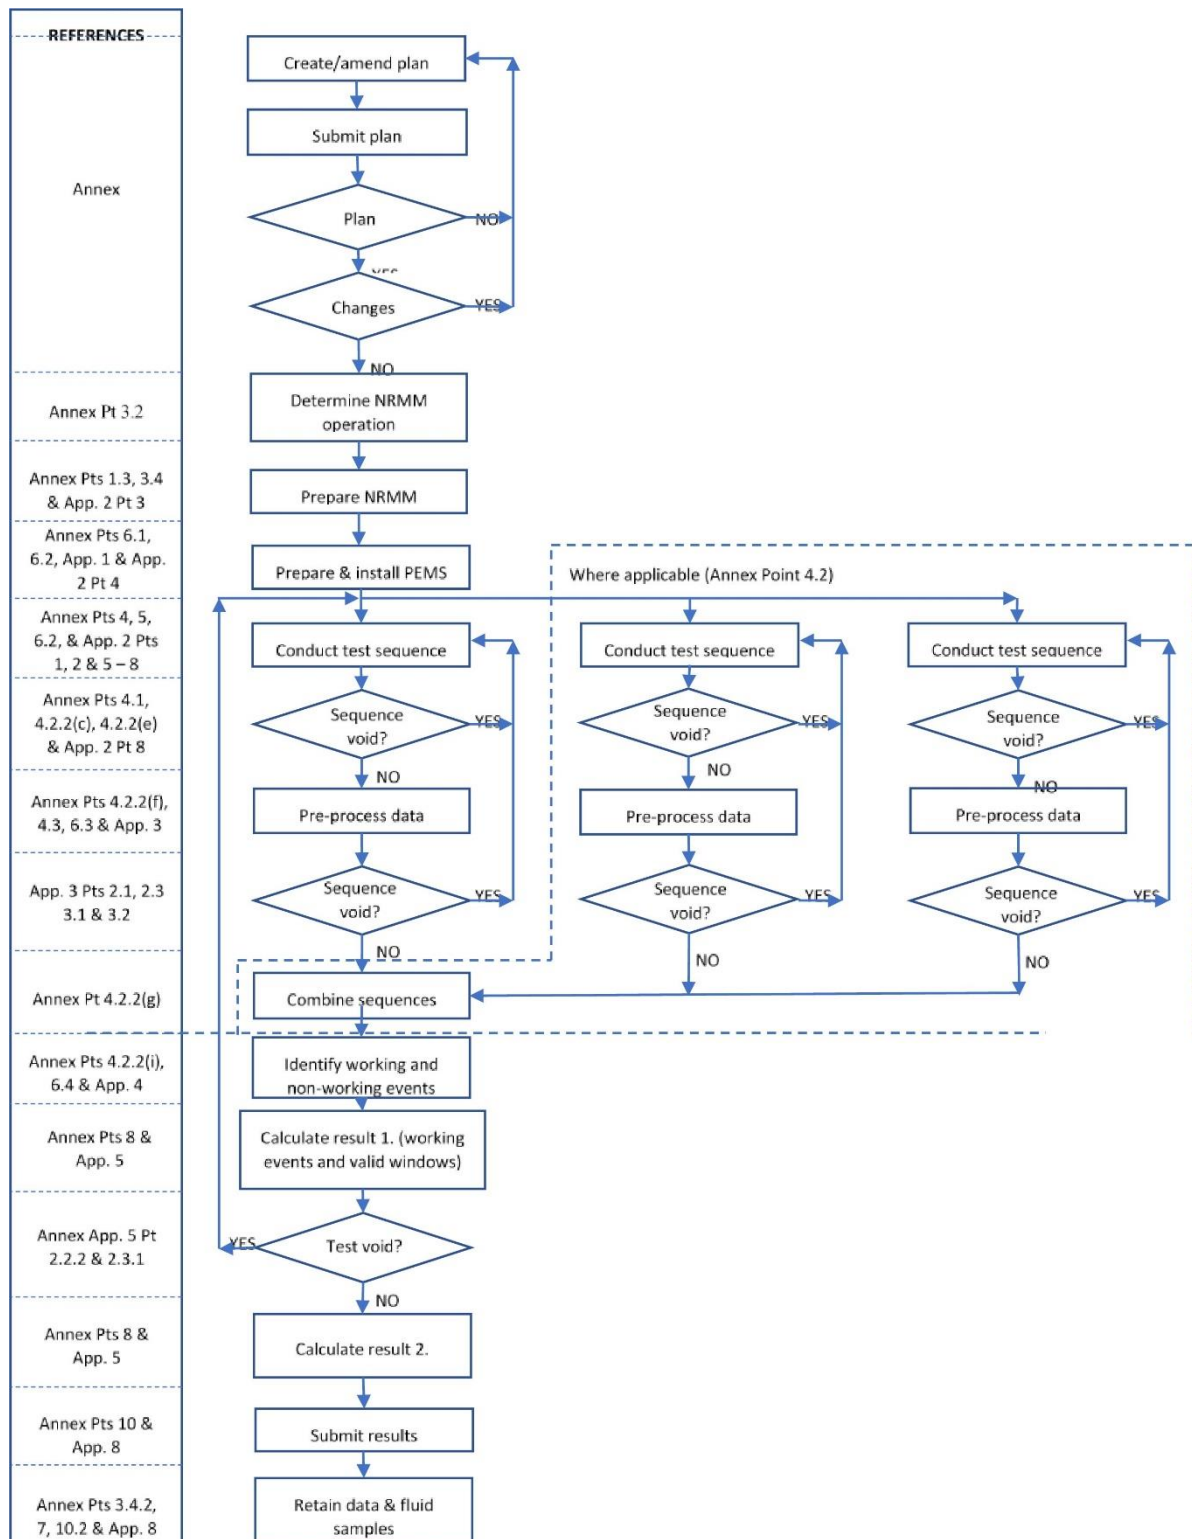 REFERENCES
Create/amend plan
Submit plan
Annex
Plan
NO
YES
Changes
YES
NO
Annex Pt 3.2
Determine NRMM
operation
Annex Pts 1.3, 3.4
& App. 2 Pt 3
Prepare NRMM
Annex Pts 6.1,
6.2, App. 1 & App.
2 Pt 4
Prepare & install PEMS
Where applicable (Annex Point 4.2)
Annex Pts 4, 5,
6.2, & App. 2 Pts
1, 2 & 5 – 8
Conduct test sequence
Conduct test sequence
Conduct test sequence
Annex Pts 4.1,
4.2.2(c), 4.2.2(e)
& App. 2 Pt 8
Sequence
void?
YES
NO
Sequence
void?
YES
NO
Sequence
void?
YES
NO
Annex Pts 4.2.2(f),
4.3, 6.3 & App. 3
Pre-process data
Pre-process data
Pre-process data
App. 3 Pts 2.1, 2.3
3.1 & 3.2
Sequence
void?
YES
NO
Sequence
void?
YES
NO
Sequence
void?
YES
NO
Annex Pt 4.2.2(g)
Combine sequences
Annex Pts 4.2.2(i),
6.4 & App. 4
Identify working and
non-working events
Annex Pts 8 &
App. 5
Calculate result 1. (working
events and valid windows)
Annex App. 5 Pt
2.2.2 & 2.3.1
YES
Test void?
NO
Annex Pts 8 &
App. 5
Calculate result 2.
Annex Pts 10 &
App. 8
Submit results
Annex Pts 3.4.2,
7, 10.2 & App. 8
Retain data & fluid
samples